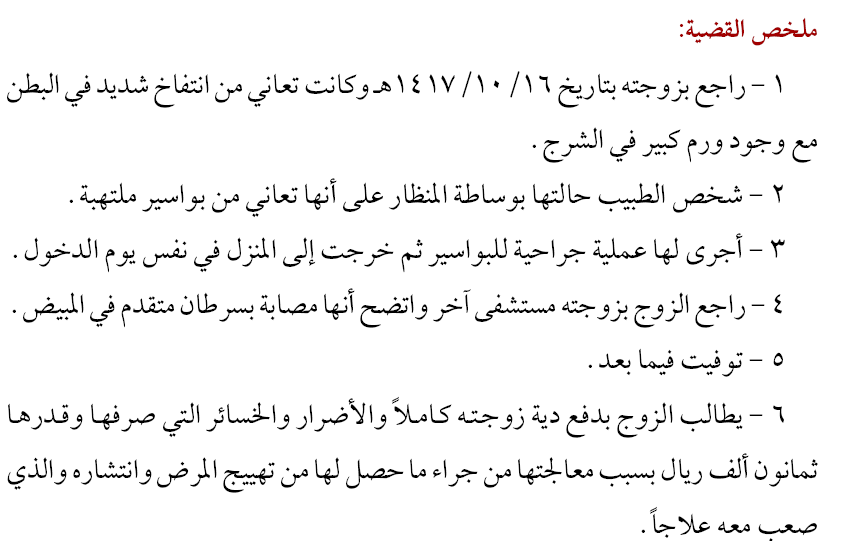 ملخص القضية:
١ – راجع بزوجته بتاريخ ١٦/ ١٠/ ١٤١٧هـ وكانت تعاني من انتفاخ شديد في البطن
مع وجود ورم كبير في الشرج .
٢ – شخص الطبيب حالتها بوساطة المنظار على أنها تعاني من بواسير ملتهبة .
٣ – أجرى لها عملية جراحية للبواسير ثم خرجت إلى المنزل في نفس يوم الدخول .
٤ – راجع الزوج بزوجته مستشفى آخر واتضح أنها مصابة بسرطان متقدم في المبيض .
٥ – توفيت فيما بعد .
٦ – يطالب الزوج بدفع دية زوجته كاملاً والأضرار والخسائر التي صرفها وقدرها
ثمانون ألف ريال بسبب معالجتها من جراء ما حصل لها من تهييج المرض وانتشاره والذي
صعب معه علاجاً .